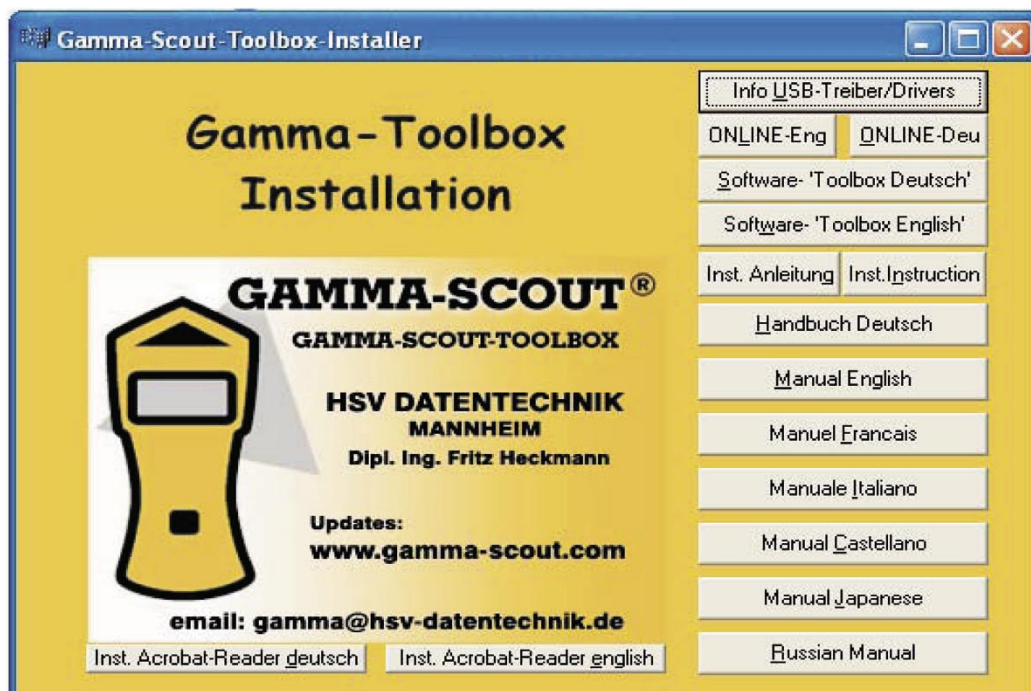 Gamma-Scout-Toolbox-Installer
Gamma-Toolbox
Installation
GAMMA-SCOUT®
GAMMA-SCOUT-TOOLBOX
HSV DATENTECHNIK
MANNHEIM
Dipl. Ing. Fritz Heckmann
Updates:
www.gamma-scout.com
email: gamma@hsv-datentechnik.de
Inst. Acrobat-Reader deutsch Inst. Acrobat-Reader english
Info USB-Treiber/Drivers
ONLINE-Eng ONLINE-Deu
Software- 'Toolbox Deutsch'
Software- 'Toolbox English'
Inst. Anleitung Inst.Instruction
Handbuch Deutsch
Manual English
Manuel Francais
Manuale Italiano
Manual Castellano
Manual Japanese
Russian Manual